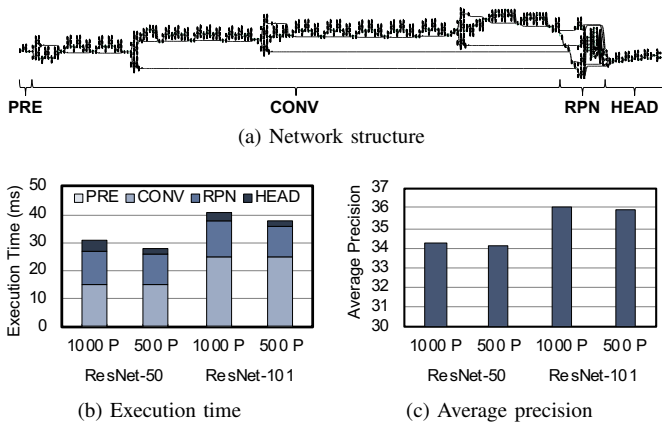 PRE CONV RPN HEAD
(a) Network structure
Execution Time (ms)
50
40
30
20
10
0
PRE CONV RPN HEAD
1000 P 500 P 1000 P 500 P
ResNet-50 ResNet-101
(b) Execution time
Average Precision
37
36
35
34
33
32
31
30
1000 P 500 P 1000 P 500 P
ResNet-50 ResNet-101
(c) Average precision